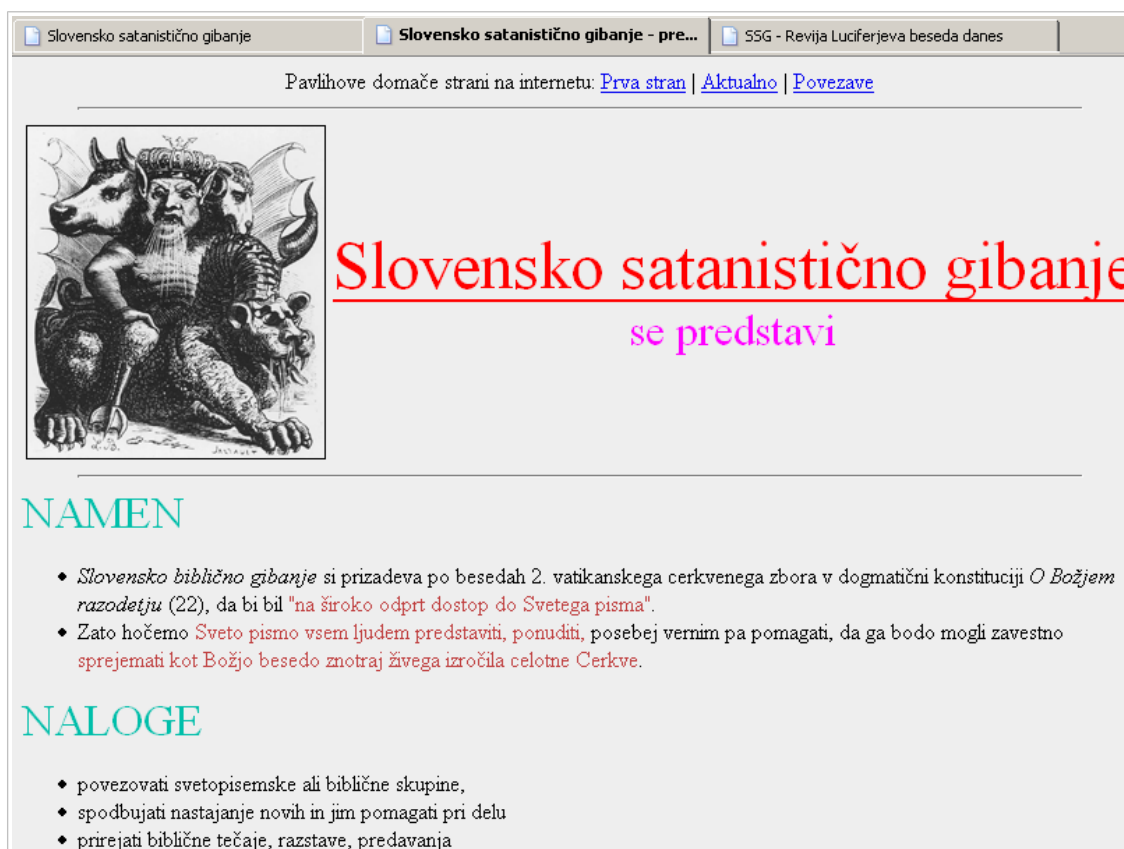 Slovensko satanistično gibanje
Slovensko satanistično gibanje - pre...
SSG - Revija Luciferjeva beseda danes
Pavlihove domače strani na internetu: Prva stran | Aktualno | Povezave
Slovensko satanistično gibanje
se predstavi
NAMEN
Slovensko biblično gibanje si prizadeva po besedah 2. vatikanskega cerkvenega zbora v dogmatični konstituciji O Božjem
razodetju (22), da bi bil "na široko odprt dostop do Svetega pisma".
Zato hočemo Sveto pismo vsem ljudem predstaviti, ponuditi, posebej vernim pa pomagati, da ga bodo mogli zavestno
sprejemati kot Božjo besedo znotraj živega izročila celotne Cerkve.
NALOGE
povezovati svetopisemske ali biblične skupine,
spodbujati nastajanje novih in jim pomagati pri delu
prirejati biblične tečaje, razstave, predavanja